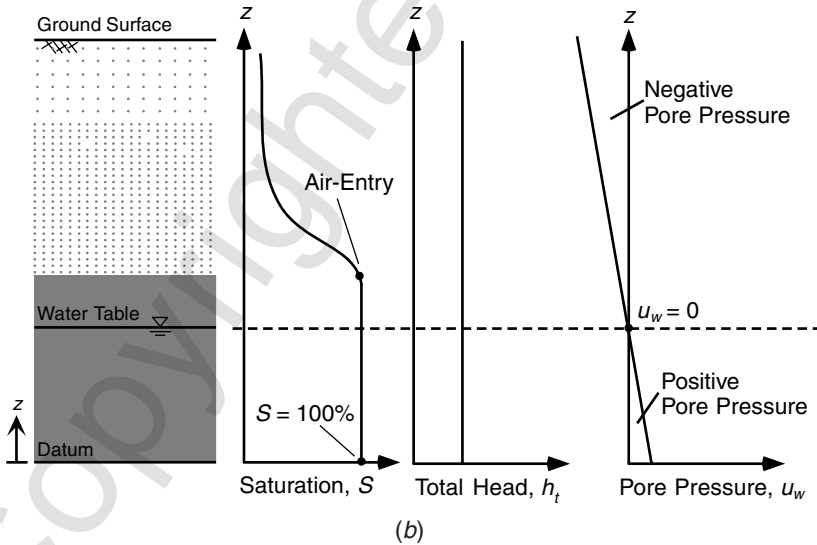 Ground Surface
Water Table
z
Datum
z
Air-Entry
S = 100%
Saturation, S
z
Total Head, h_t
z
Negative
Pore Pressure
u_w = 0
Positive
Pore Pressure
Pore Pressure, u_w
(b)
Copyrighte